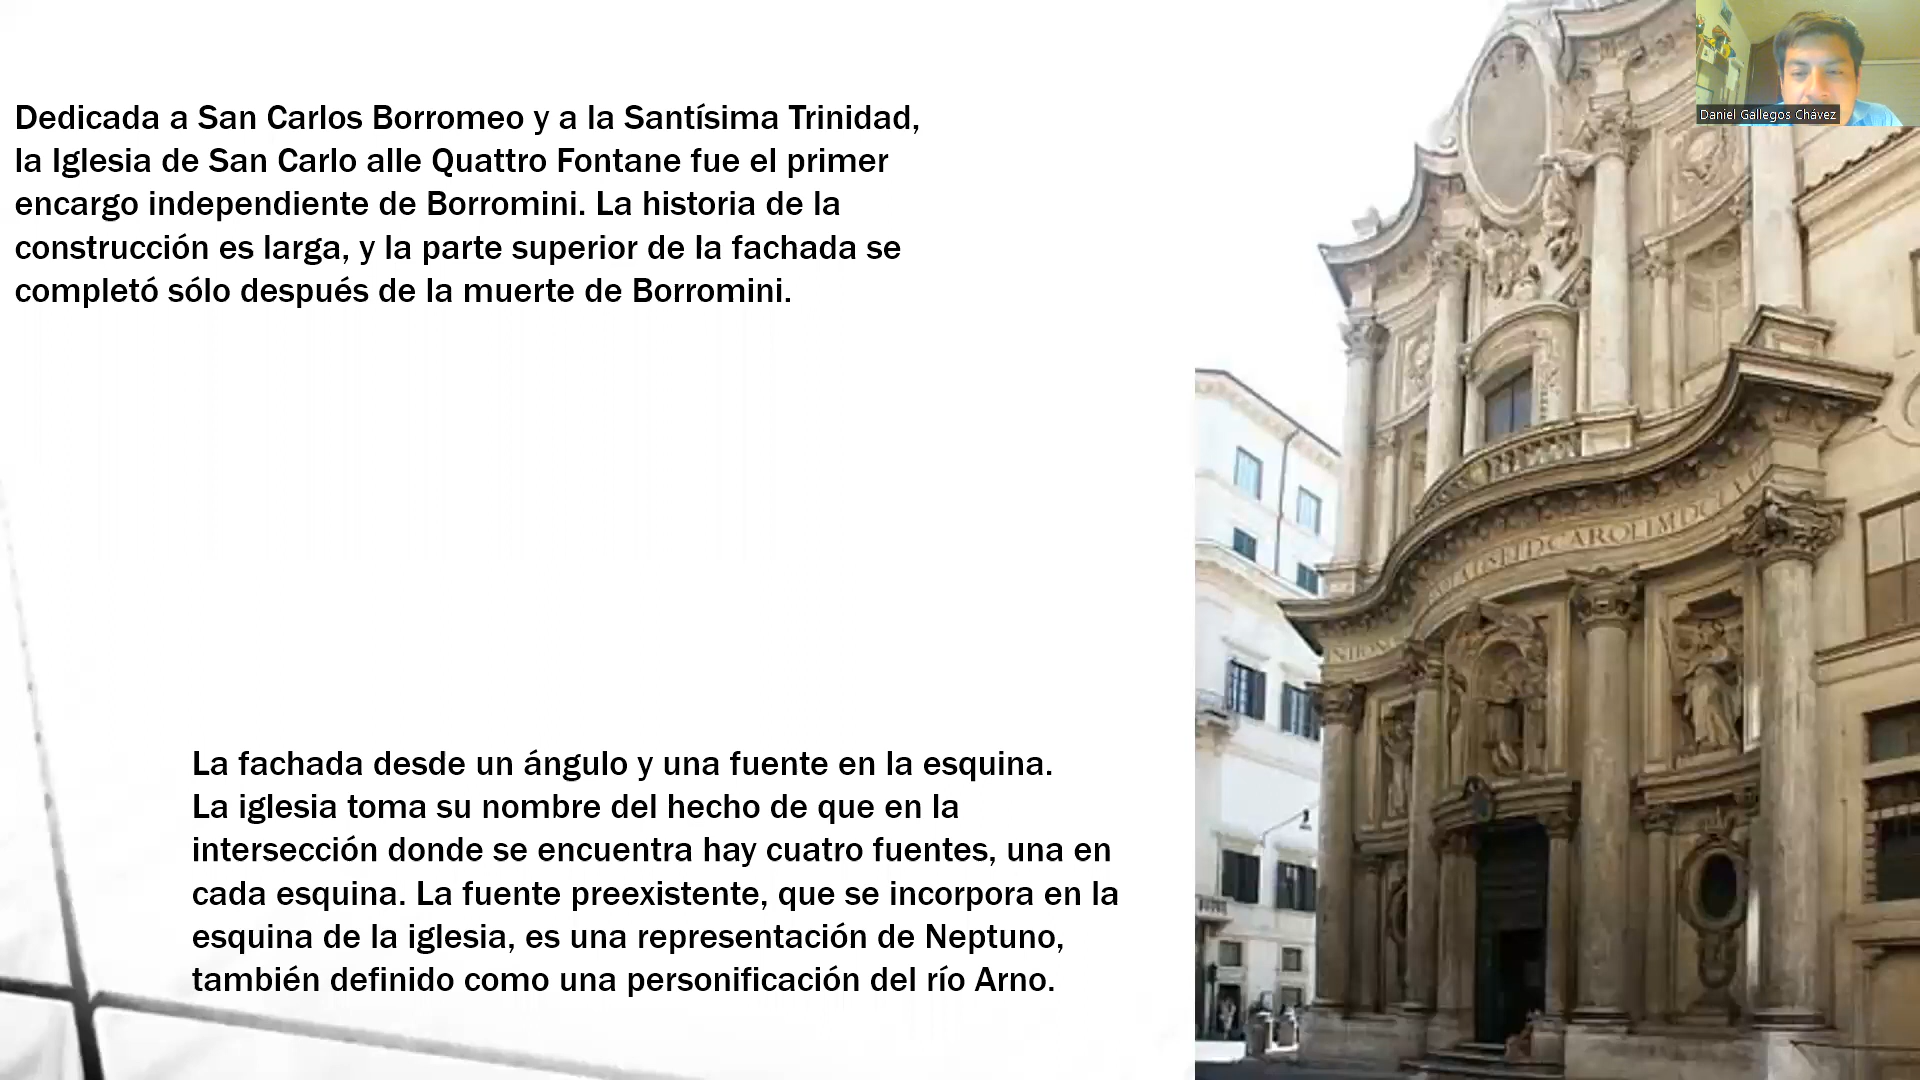 Daniel Gallegos Chávez
Dedicada a San Carlos Borromeo y a la Santísima Trinidad,
la Iglesia de San Carlo alle Quattro Fontane fue el primer
encargo independiente de Borromini. La historia de la
construcción es larga, y la parte superior de la fachada se
completó sólo después de la muerte de Borromini.
La fachada desde un ángulo y una fuente en la esquina.
La iglesia toma su nombre del hecho de que en la
intersección donde se encuentra hay cuatro fuentes, una en
cada esquina. La fuente preexistente, que se incorpora en la
esquina de la iglesia, es una representación de Neptuno,
también definido como una personificación del río Arno.